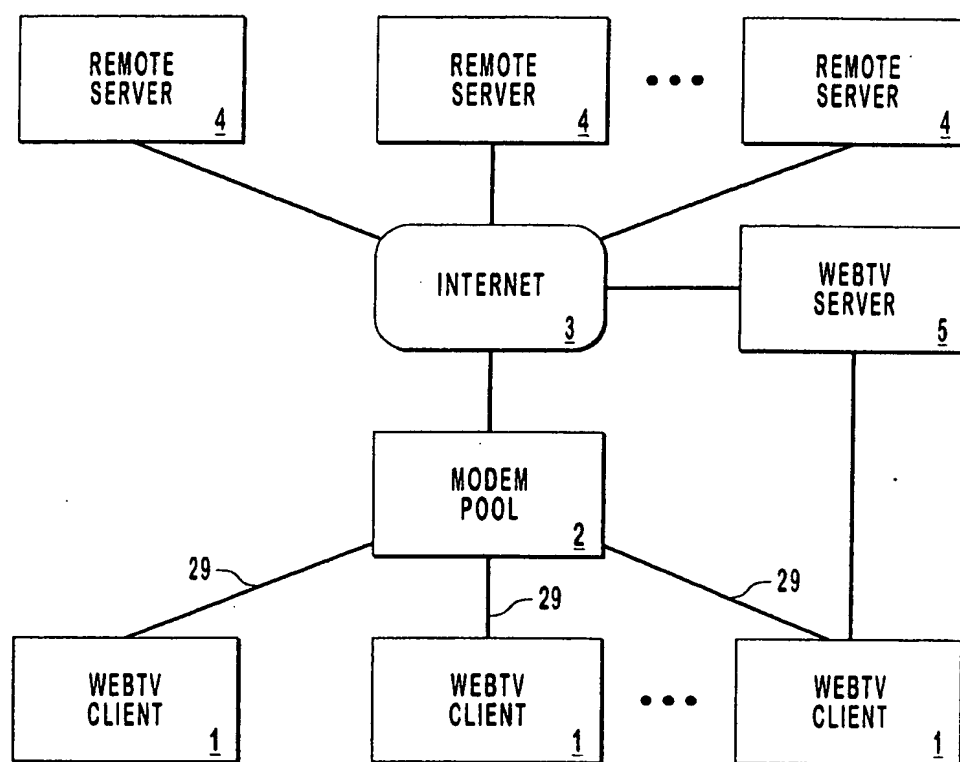 REMOTE
SERVER
4
REMOTE
SERVER
4
REMOTE
SERVER
4
INTERNET
3
WEBTV
SERVER
5
MODEM
POOL
2
29
29
29
WEBTV
CLIENT
1
WEBTV
CLIENT
1
WEBTV
CLIENT
1